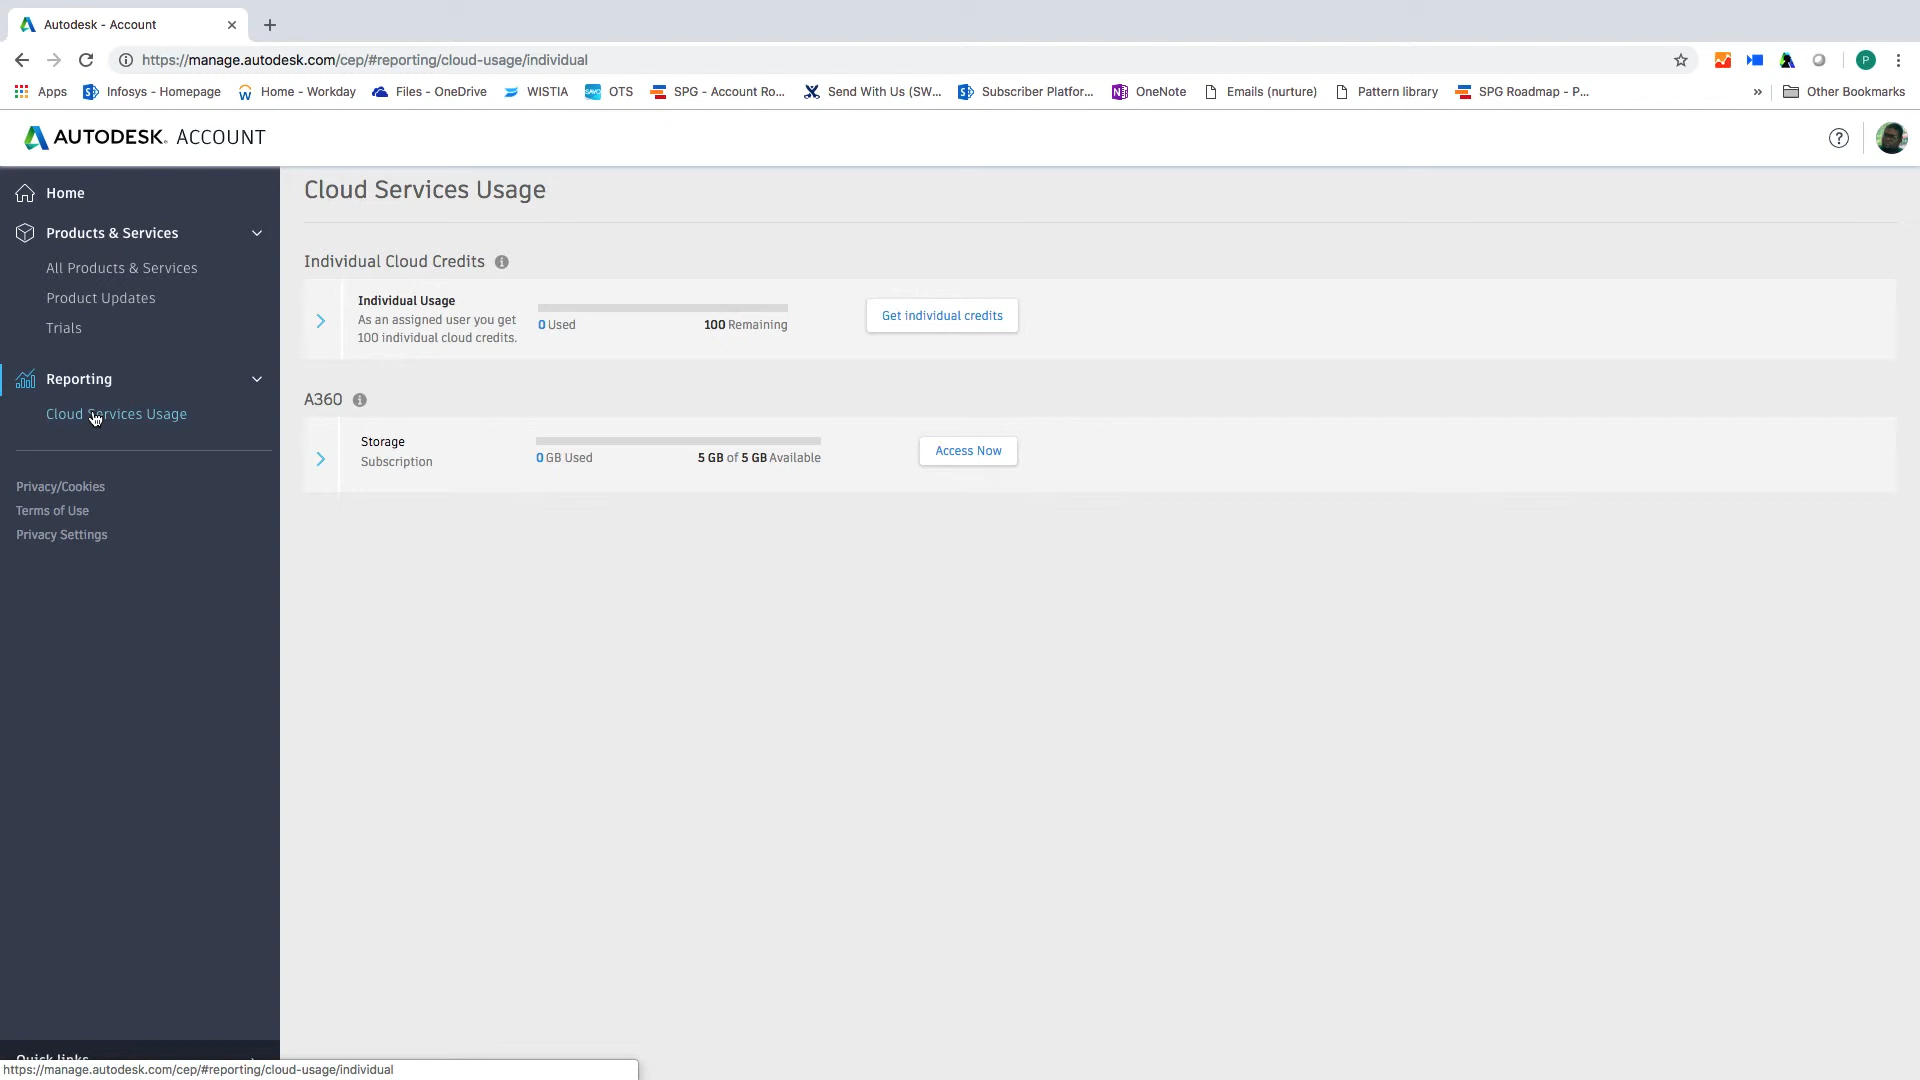 Autodesk - Account
https://manage.autodesk.com/cep/#reporting/cloud-usage/individual
P
Apps
Infosys - Homepage
Home - Workday
Files - OneDrive
WISTIA
OTS
SPG - Account Ro...
Send With Us (SW...
Subscriber Platfor...
OneNote
Emails (nurture)
Pattern library
SPG Roadmap - P...
»
Other Bookmarks
AUTODESK. ACCOUNT
Home
Products & Services
All Products & Services
Product Updates
Trials
Reporting
Cloud Services Usage
Privacy/Cookies
Terms of Use
Privacy Settings
Quick links
Cloud Services Usage
Individual Cloud Credits
Individual Usage
As an assigned user you get
100 individual cloud credits.
0 Used
100 Remaining
Get individual credits
A360
Storage
Subscription
0 GB Used
5 GB of 5 GB Available
Access Now
https://manage.autodesk.com/cep/#reporting/cloud-usage/individual